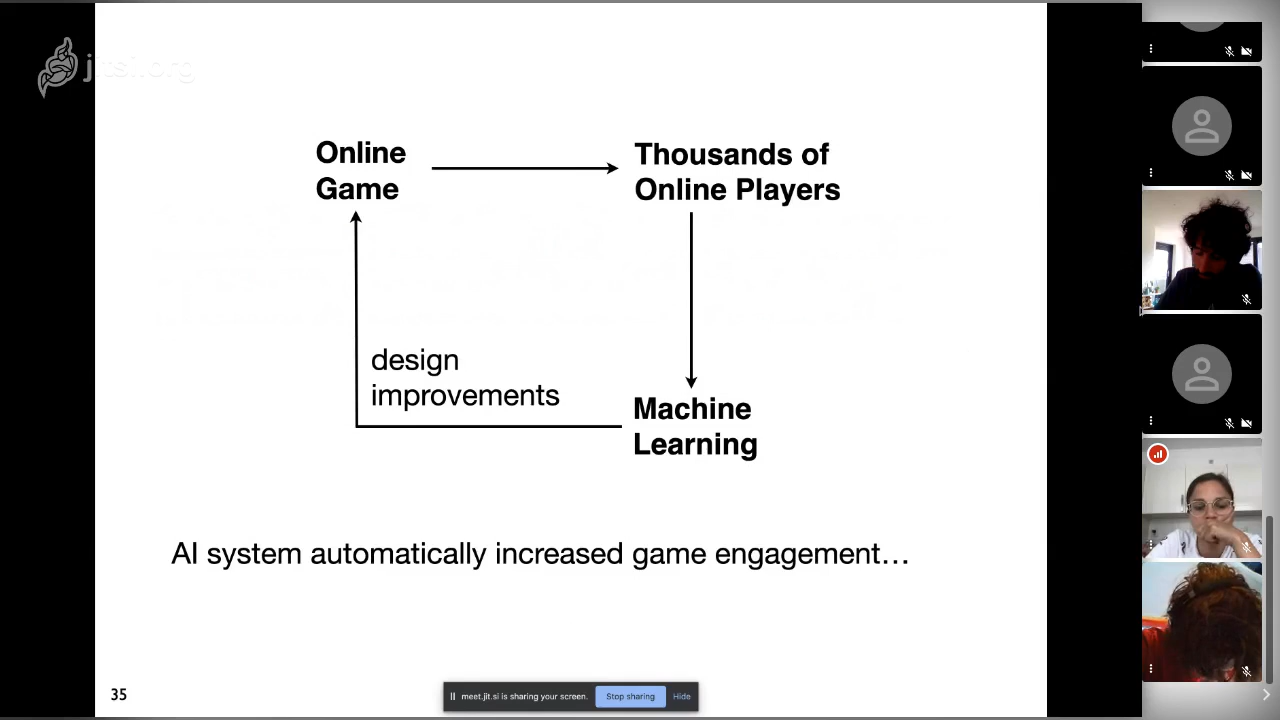 jitsi.org
Online
Game
Thousands of
Online Players
design
improvements
Machine
Learning
AI system automatically increased game engagement...
35
meet.jit.si is sharing your screen.
Stop sharing
Hide